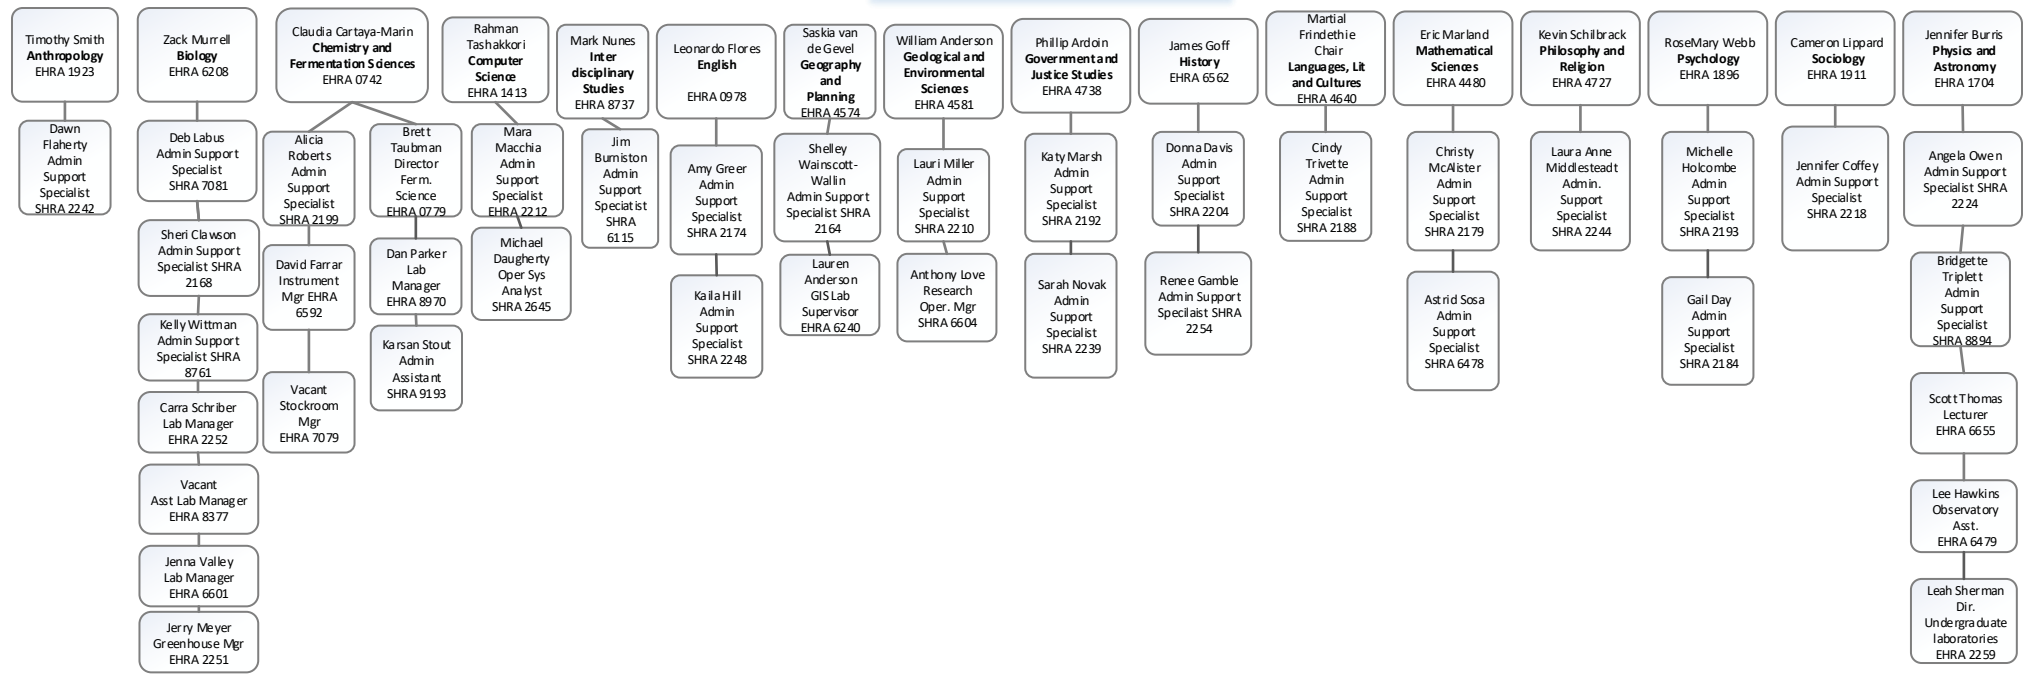 Timothy Smith
Anthropology
EHRA 1923
Dawn
Flaherty
Admin
Support
Specialist
SHRA 2242
Zack Murrell
Biology
EHRA 6208
Deb Labus
Admin Support
Specialist
SHRA 7081
Sheri Clawson
Admin Support
Specialist SHRA
2168
Kelly Wittman
Admin Support
Specialist SHRA
8761
Carra Schriber
Lab Manager
EHRA 2252
Vacant
Asst Lab Manager
EHRA 8377
Jenna Valley
Lab Manager
EHRA 6601
Jerry Meyer
Greenhouse Mgr
EHRA 2251
Claudia Cartaya-Marin
Chemistry and
Fermentation Sciences
EHRA 0742
Alicia
Roberts
Admin
Support
Specialist
SHRA 2199
David Farrar
Instrument
Mgr EHRA
6592
Vacant
Stockroom
Mgr
EHRA 7079
Brett
Taubman
Director
Ferm.
Science
EHRA 0779
Dan Parker
Lab
Manager
EHRA 8970
Karsan Stout
Admin
Assistant
SHRA 9193
Rahman
Tashakkori
Computer
Science
EHRA 1413
Mara
Macchia
Admin
Support
Specialist
EHRA 2212
Michael
Daugherty
Oper Sys
Analyst
SHRA 2645
Mark Nunes
Inter
disciplinary
Studies
EHRA 8737
Jim
Burniston
Admin
Support
Speciatist
SHRA
6115
Leonardo Flores
English
EHRA 0978
Amy Greer
Admin
Support
Specialist
SHRA 2174
Kaila Hill
Admin
Support
Specialist
SHRA 2248
Saskia van
de Gevel
Geography
and
Planning
EHRA 4574
Shelley
Wainscott-
Wallin
Admin Support
Specialist SHRA
2164
Lauren
Anderson
GIS Lab
Supervisor
EHRA 6240
William Anderson
Geological and
Environmental
Sciences
EHRA 4581
Lauri Miller
Admin
Support
Specialist
SHRA 2210
Anthony Love
Research
Oper. Mgr
SHRA 6604
Phillip Ardoin
Government and
Justice Studies
EHRA 4738
Katy Marsh
Admin
Support
Specialist
SHRA 2192
Sarah Novak
Admin
Support
Specialist
SHRA 2239
James Goff
History
EHRA 6562
Donna Davis
Admin
Support
Specialist
SHRA 2204
Renee Gamble
Admin Support
Specilaist SHRA
2254
Martial
Frindethie
Chair
Languages, Lit
and Cultures
EHRA 4640
Cindy
Trivette
Admin
Support
Specialist
SHRA 2188
Eric Marland
Mathematical
Sciences
EHRA 4480
Christy
McAlister
Admin
Support
Specialist
SHRA 2179
Astrid Sosa
Admin
Support
Specialist
SHRA 6478
Kevin Schilbrack
Philosophy and
Religion
EHRA 4727
Laura Anne
Middlesteadt
Admin.
Support
Specialist
SHRA 2244
RoseMary Webb
Psychology
EHRA 1896
Michelle
Holcombe
Admin
Support
Specialist
SHRA 2193
Gail Day
Admin
Support
Specialist
SHRA 2184
Cameron Lippard
Sociology
EHRA 1911
Jennifer Coffey
Admin Support
Specialist
SHRA 2218
Jennifer Burris
Physics and
Astronomy
EHRA 1704
Angela Owen
Admin Support
Specialist SHRA
2224
Bridgette
Triplett
Admin
Support
Specialist
SHRA 8894
Scott Thomas
Lecturer
EHRA 6655
Lee Hawkins
Observatory
Asst.
EHRA 6479
Leah Sherman
Dir.
Undergraduate
laboratories
EHRA 2259